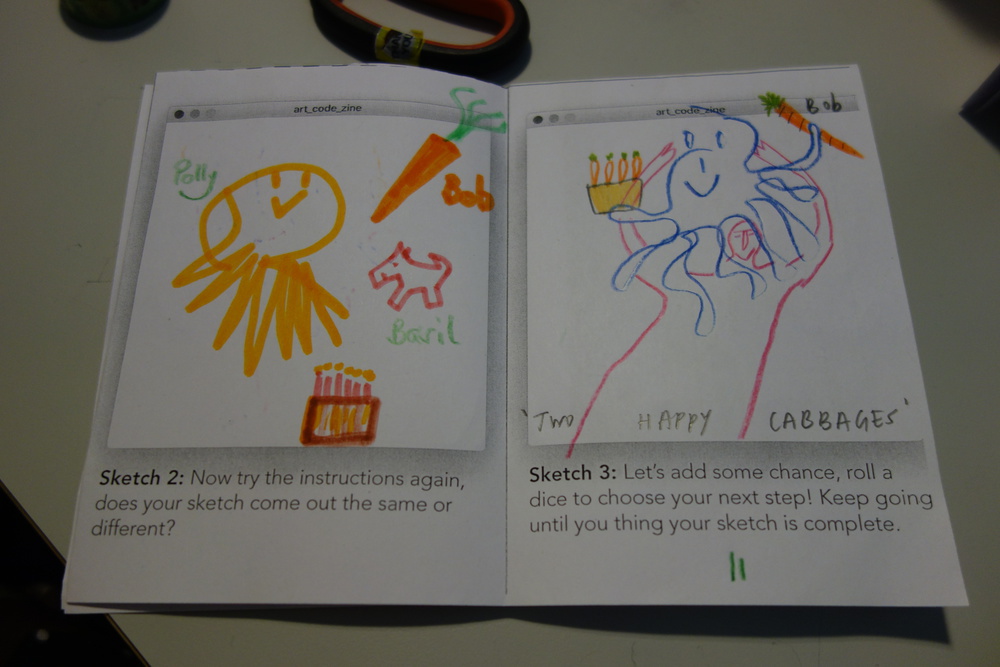 art_code_zine
Polly
Bob
Basil
Sketch 2: Now try the instructions again,
does your sketch come out the same or
different?
art_code_zine
Bob
'TWO HAPPY CABBAGES'
Sketch 3: Let's add some chance, roll a
dice to choose your next step! Keep going
until you thing your sketch is complete.
11